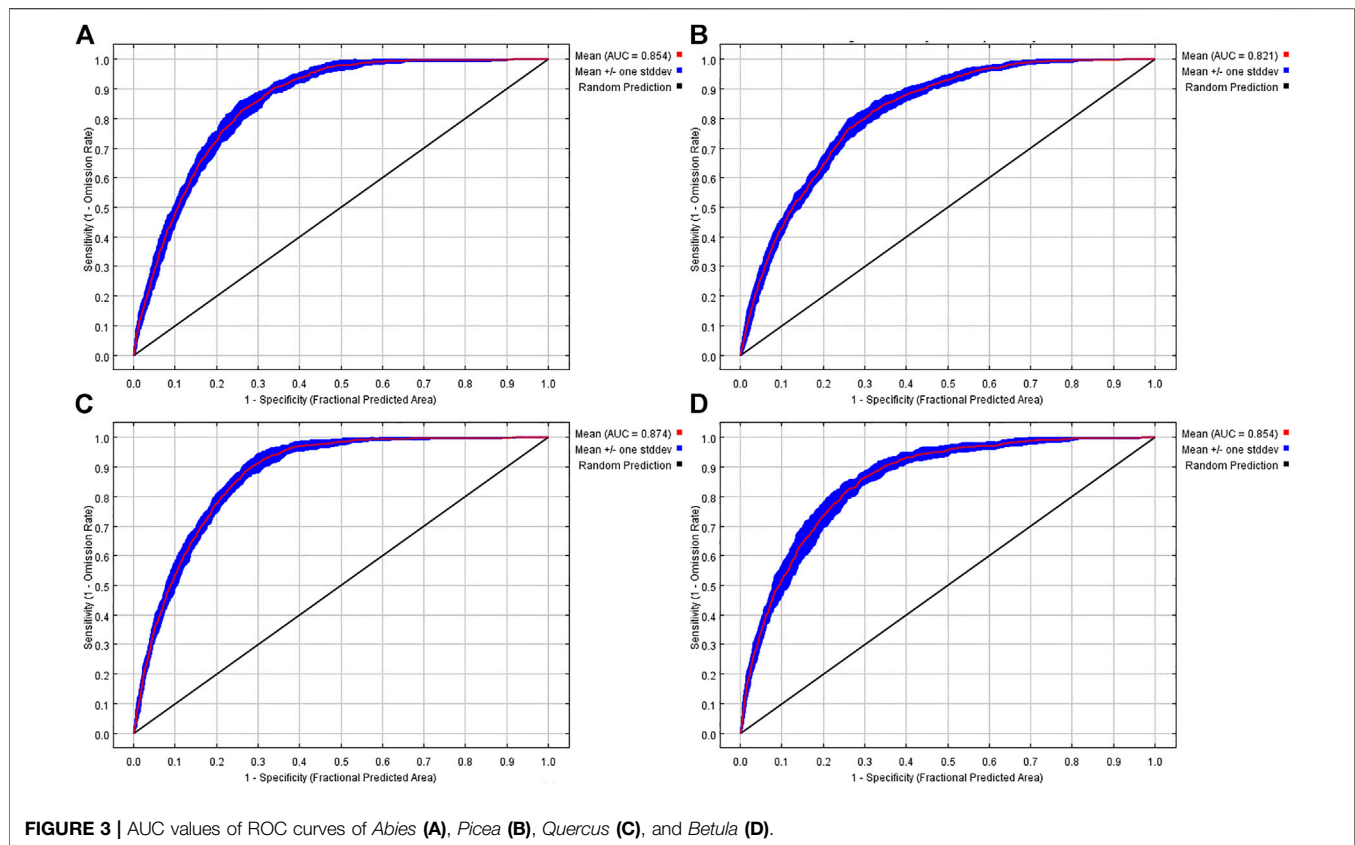 A
Mean (AUC = 0.854)
Mean +/- one stddev
Random Prediction
1.0
0.9
0.8
0.7
0.6
0.5
0.4
0.3
0.2
0.1
0.0
Sensitivity (1 - Omission Rate)
0.0 0.1 0.2 0.3 0.4 0.5 0.6 0.7 0.8 0.9 1.0
1 - Specificity (Fractional Predicted Area)
B
Mean (AUC = 0.821)
Mean +/- one stddev
Random Prediction
1.0
0.9
0.8
0.7
0.6
0.5
0.4
0.3
0.2
0.1
0.0
Sensitivity (1 - Omission Rate)
0.0 0.1 0.2 0.3 0.4 0.5 0.6 0.7 0.8 0.9 1.0
1 - Specificity (Fractional Predicted Area)
C
Mean (AUC = 0.874)
Mean +/- one stddev
Random Prediction
1.0
0.9
0.8
0.7
0.6
0.5
0.4
0.3
0.2
0.1
0.0
Sensitivity (1 - Omission Rate)
0.0 0.1 0.2 0.3 0.4 0.5 0.6 0.7 0.8 0.9 1.0
1 - Specificity (Fractional Predicted Area)
D
Mean (AUC = 0.854)
Mean +/- one stddev
Random Prediction
1.0
0.9
0.8
0.7
0.6
0.5
0.4
0.3
0.2
0.1
0.0
Sensitivity (1 - Omission Rate)
0.0 0.1 0.2 0.3 0.4 0.5 0.6 0.7 0.8 0.9 1.0
1 - Specificity (Fractional Predicted Area)
FIGURE 3 | AUC values of ROC curves of Abies (A), Picea (B), Quercus (C), and Betula (D).